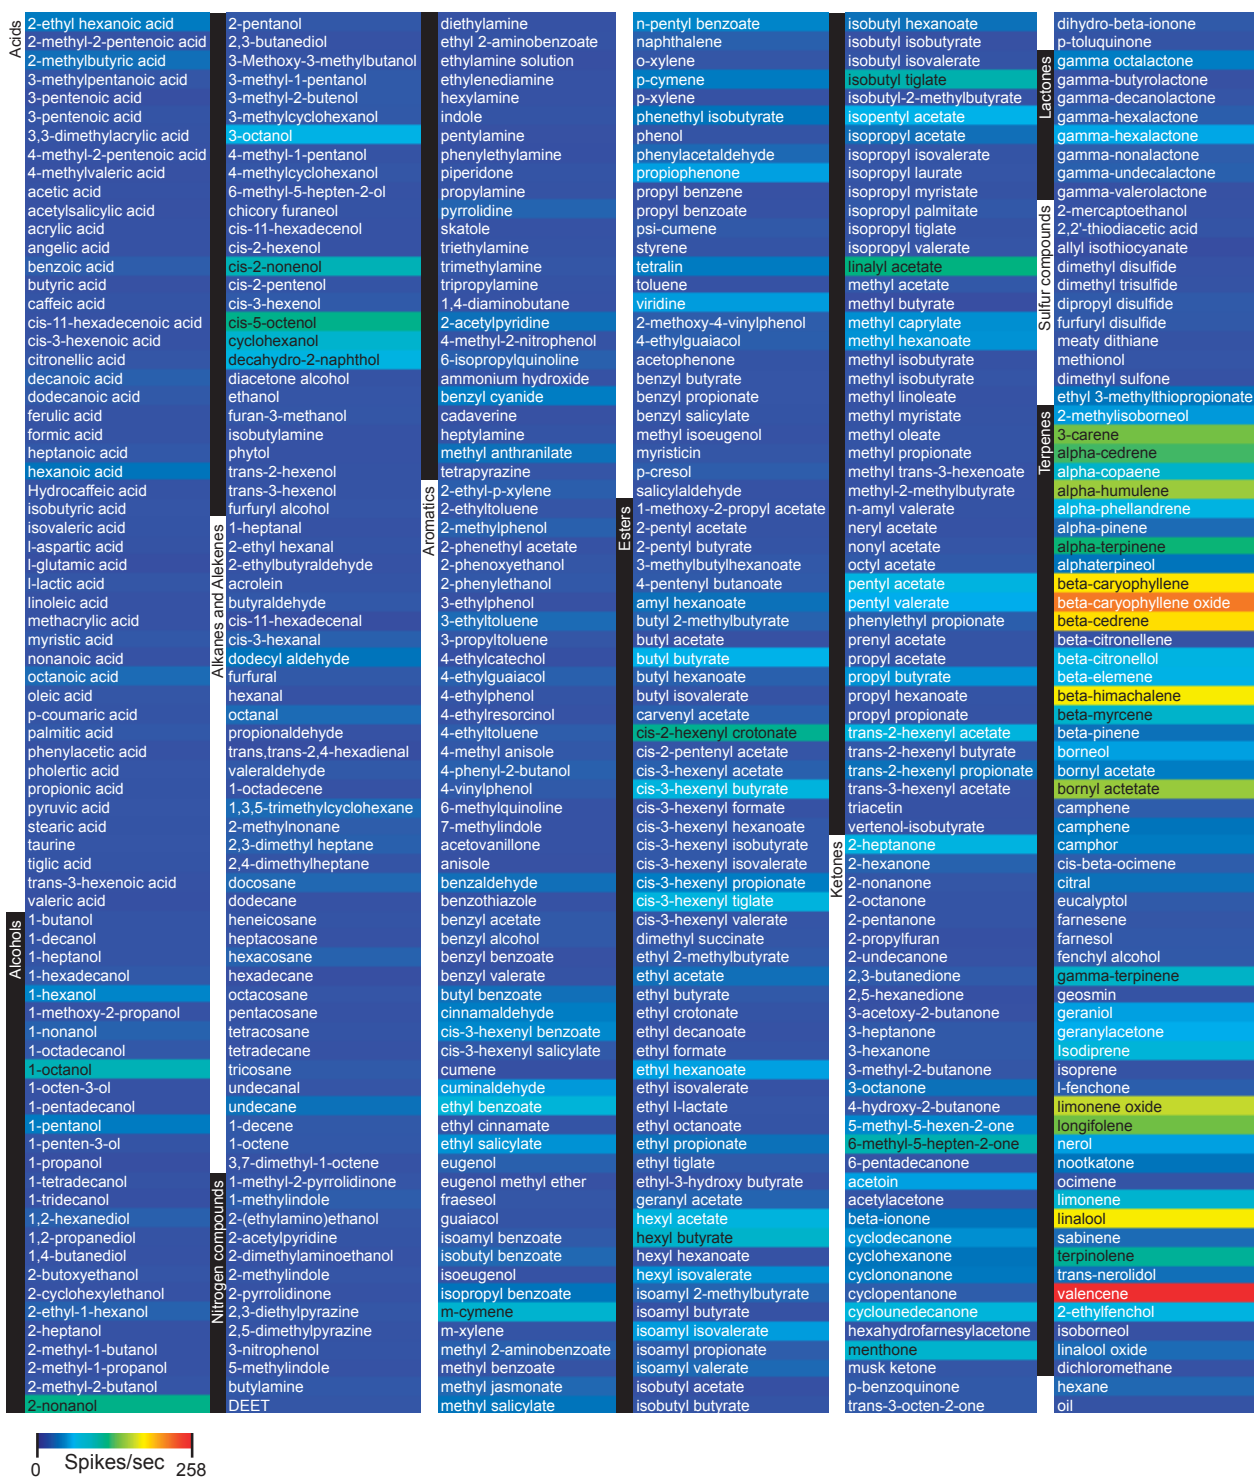 Acids
2-ethyl hexanoic acid
2-methyl-2-pentenoic acid
2-methylbutyric acid
3-methylpentanoic acid
3-pentenoic acid
3-pentenoic acid
3,3-dimethylacrylic acid
4-methyl-2-pentenoic acid
4-methylvaleric acid
acetic acid
acetylsalicylic acid
acrylic acid
angelic acid
benzoic acid
butyric acid
caffeic acid
cis-11-hexadecenoic acid
cis-3-hexenoic acid
citronellic acid
decanoic acid
dodecanoic acid
ferulic acid
formic acid
heptanoic acid
hexanoic acid
Hydrocaffeic acid
isobutyric acid
isovaleric acid
l-aspartic acid
l-glutamic acid
l-lactic acid
linoleic acid
methacrylic acid
myristic acid
nonanoic acid
octanoic acid
oleic acid
p-coumaric acid
palmitic acid
phenylacetic acid
pholertic acid
propionic acid
pyruvic acid
stearic acid
taurine
tiglic acid
trans-3-hexenoic acid
valeric acid
Alcohols
1-butanol
1-decanol
1-heptanol
1-hexadecanol
1-hexanol
1-methoxy-2-propanol
1-nonanol
1-octadecanol
1-octanol
1-octen-3-ol
1-pentadecanol
1-pentanol
1-penten-3-ol
1-propanol
1-tetradecanol
1-tridecanol
1,2-hexanediol
1,2-propanediol
1,4-butanediol
2-butoxyethanol
2-cyclohexylethanol
2-ethyl-1-hexanol
2-heptanol
2-methyl-1-butanol
2-methyl-1-propanol
2-methyl-2-butanol
2-nonanol
2-pentanol
2,3-butanediol
3-Methoxy-3-methylbutanol
3-methyl-1-pentanol
3-methyl-2-butenol
3-methylcyclohexanol
3-octanol
4-methyl-1-pentanol
4-methylcyclohexanol
6-methyl-5-hepten-2-ol
chicory furaneol
cis-11-hexadecenol
cis-2-hexenol
cis-2-nonenol
cis-2-pentenol
cis-3-hexenol
cis-5-octenol
cyclohexanol
decahydro-2-naphthol
diacetone alcohol
ethanol
furan-3-methanol
isobutylamine
phytol
trans-2-hexenol
trans-3-hexenol
furfuryl alcohol
Alkanes and Alekenes
1-heptanal
2-ethyl hexanal
2-ethylbutyraldehyde
acrolein
butyraldehyde
cis-11-hexadecenal
cis-3-hexanal
dodecyl aldehyde
furfural
hexanal
octanal
propionaldehyde
trans,trans-2,4-hexadienal
valeraldehyde
1-octadecene
1,3,5-trimethylcyclohexane
2-methylnonane
2,3-dimethyl heptane
2,4-dimethylheptane
docosane
dodecane
heneicosane
heptacosane
hexacosane
hexadecane
octacosane
pentacosane
tetracosane
tetradecane
tricosane
undecanal
undecane
1-decene
1-octene
3,7-dimethyl-1-octene
Nitrogen compounds
1-methyl-2-pyrrolidinone
1-methylindole
2-(ethylamino)ethanol
2-acetylpyridine
2-dimethylaminoethanol
2-methylindole
2-pyrrolidinone
2,3-diethylpyrazine
2,5-dimethylpyrazine
3-nitrophenol
5-methylindole
butylamine
DEET
diethylamine
ethyl 2-aminobenzoate
ethylamine solution
ethylenediamine
hexylamine
indole
pentylamine
phenylethylamine
piperidone
propylamine
pyrrolidine
skatole
triethylamine
trimethylamine
tripropylamine
1,4-diaminobutane
2-acetylpyridine
4-methyl-2-nitrophenol
6-isopropylquinoline
ammonium hydroxide
benzyl cyanide
cadaverine
heptylamine
methyl anthranilate
tetrapyrazine
Aromatics
2-ethyl-p-xylene
2-ethyltoluene
2-methylphenol
2-phenethyl acetate
2-phenoxyethanol
2-phenylethanol
3-ethylphenol
3-ethyltoluene
3-propyltoluene
4-ethylcatechol
4-ethylguaiacol
4-ethylphenol
4-ethylresorcinol
4-ethyltoluene
4-methyl anisole
4-phenyl-2-butanol
4-vinylphenol
6-methylquinoline
7-methylindole
acetovanillone
anisole
benzaldehyde
benzothiazole
benzyl acetate
benzyl alcohol
benzyl benzoate
benzyl valerate
butyl benzoate
cinnamaldehyde
cis-3-hexenyl benzoate
cis-3-hexenyl salicylate
cumene
cuminaldehyde
ethyl benzoate
ethyl cinnamate
ethyl salicylate
eugenol
eugenol methyl ether
fraeseol
guaiacol
isoamyl benzoate
isobutyl benzoate
isoeugenol
isopropyl benzoate
m-cymene
m-xylene
methyl 2-aminobenzoate
methyl benzoate
methyl jasmonate
methyl salicylate
n-pentyl benzoate
naphthalene
o-xylene
p-cymene
p-xylene
phenethyl isobutyrate
phenol
phenylacetaldehyde
propiophenone
propyl benzene
propyl benzoate
psi-cumene
styrene
tetralin
toluene
viridine
2-methoxy-4-vinylphenol
4-ethylguaiacol
acetophenone
benzyl butyrate
benzyl propionate
benzyl salicylate
methyl isoeugenol
myristicin
p-cresol
salicylaldehyde
Esters
1-methoxy-2-propyl acetate
2-pentyl acetate
2-pentyl butyrate
3-methylbutylhexanoate
4-pentenyl butanoate
amyl hexanoate
butyl 2-methylbutyrate
butyl acetate
butyl butyrate
butyl hexanoate
butyl isovalerate
carvenyl acetate
cis-2-hexenyl crotonate
cis-2-pentenyl acetate
cis-3-hexenyl acetate
cis-3-hexenyl butyrate
cis-3-hexenyl formate
cis-3-hexenyl hexanoate
cis-3-hexenyl isobutyrate
cis-3-hexenyl isovalerate
cis-3-hexenyl propionate
cis-3-hexenyl tiglate
cis-3-hexenyl valerate
dimethyl succinate
ethyl 2-methylbutyrate
ethyl acetate
ethyl butyrate
ethyl crotonate
ethyl decanoate
ethyl formate
ethyl hexanoate
ethyl isovalerate
ethyl l-lactate
ethyl octanoate
ethyl propionate
ethyl tiglate
ethyl-3-hydroxy butyrate
geranyl acetate
hexyl acetate
hexyl butyrate
hexyl hexanoate
hexyl isovalerate
isoamyl 2-methylbutyrate
isoamyl butyrate
isoamyl isovalerate
isoamyl propionate
isoamyl valerate
isobutyl acetate
isobutyl butyrate
isobutyl hexanoate
isobutyl isobutyrate
isobutyl isovalerate
isobutyl tiglate
isobutyl-2-methylbutyrate
isopentyl acetate
isopropyl acetate
isopropyl isovalerate
isopropyl laurate
isopropyl myristate
isopropyl palmitate
isopropyl tiglate
isopropyl valerate
linalyl acetate
methyl acetate
methyl butyrate
methyl caprylate
methyl hexanoate
methyl isobutyrate
methyl isobutyrate
methyl linoleate
methyl myristate
methyl oleate
methyl propionate
methyl trans-3-hexenoate
methyl-2-methylbutyrate
n-amyl valerate
neryl acetate
nonyl acetate
octyl acetate
pentyl acetate
pentyl valerate
phenylethyl propionate
prenyl acetate
propyl acetate
propyl butyrate
propyl hexanoate
propyl propionate
trans-2-hexenyl acetate
trans-2-hexenyl butyrate
trans-2-hexenyl propionate
trans-3-hexenyl acetate
triacetin
vertenol-isobutyrate
Ketones
2-heptanone
2-hexanone
2-nonanone
2-octanone
2-pentanone
2-propylfuran
2-undecanone
2,3-butanedione
2,5-hexanedione
3-acetoxy-2-butanone
3-heptanone
3-hexanone
3-methyl-2-butanone
3-octanone
4-hydroxy-2-butanone
5-methyl-5-hexen-2-one
6-methyl-5-hepten-2-one
6-pentadecanone
acetoin
acetylacetone
beta-ionone
cyclodecanone
cyclohexanone
cyclononanone
cyclopentanone
cyclounedecanone
hexahydrofarnesylacetone
menthone
musk ketone
p-benzoquinone
trans-3-octen-2-one
dihydro-beta-ionone
p-toluquinone
Lactones
gamma octalactone
gamma-butyrolactone
gamma-decanolactone
gamma-hexalactone
gamma-hexalactone
gamma-nonalactone
gamma-undecalactone
gamma-valerolactone
Sulfur compounds
2-mercaptoethanol
2,2'-thiodiacetic acid
allyl isothiocyanate
dimethyl disulfide
dimethyl trisulfide
dipropyl disulfide
furfuryl disulfide
meaty dithiane
methionol
dimethyl sulfone
ethyl 3-methylthiopropionate
Terpenes
2-methylisoborneol
3-carene
alpha-cedrene
alpha-copaene
alpha-humulene
alpha-phellandrene
alpha-pinene
alpha-terpinene
alphaterpineol
beta-caryophyllene
beta-caryophyllene oxide
beta-cedrene
beta-citronellene
beta-citronellol
beta-elemene
beta-himachalene
beta-myrcene
beta-pinene
borneol
bornyl acetate
bornyl actetate
camphene
camphene
camphor
cis-beta-ocimene
citral
eucalyptol
farnesene
farnesol
fenchyl alcohol
gamma-terpinene
geosmin
geraniol
geranylacetone
Isodiprene
isoprene
l-fenchone
limonene oxide
longifolene
nerol
nootkatone
ocimene
limonene
linalool
sabinene
terpinolene
trans-nerolidol
valencene
2-ethylfenchol
isoborneol
linalool oxide
dichloromethane
hexane
oil
0 Spikes/sec 258